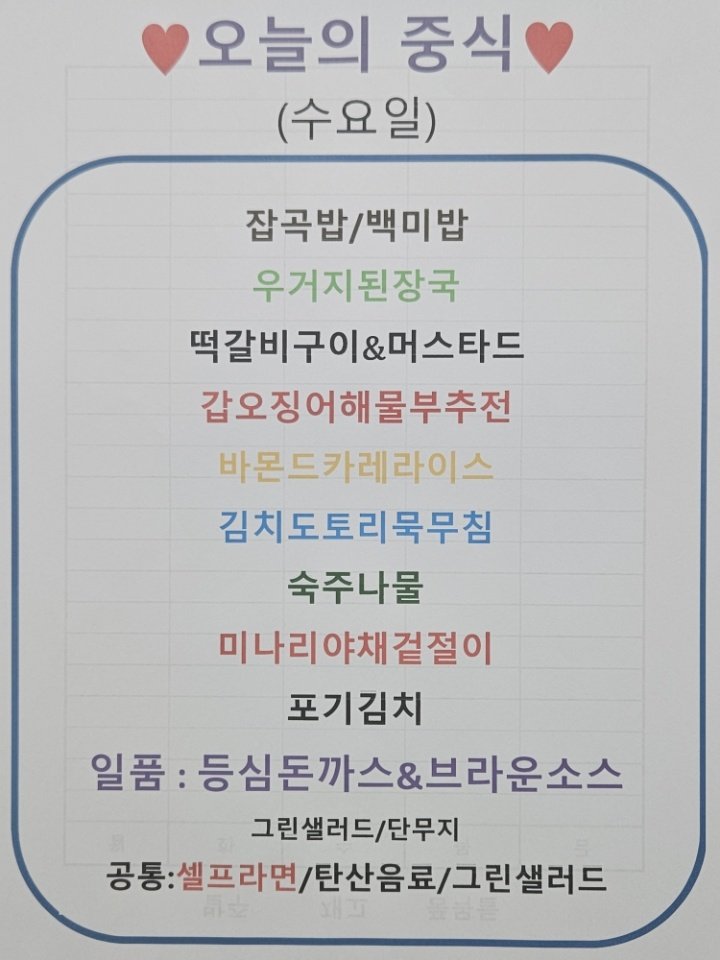 ♥오늘의 중식♥
(수요일)
잡곡밥/백미밥
우거지된장국
떡갈비구이&머스타드
갑오징어해물부추전
바몬드카레라이스
김치도토리묵무침
숙주나물
미나리야채겉절이
포기김치
일품 : 등심돈까스&브라운소스
그린샐러드/단무지
공통:셀프라면/탄산음료/그린샐러드